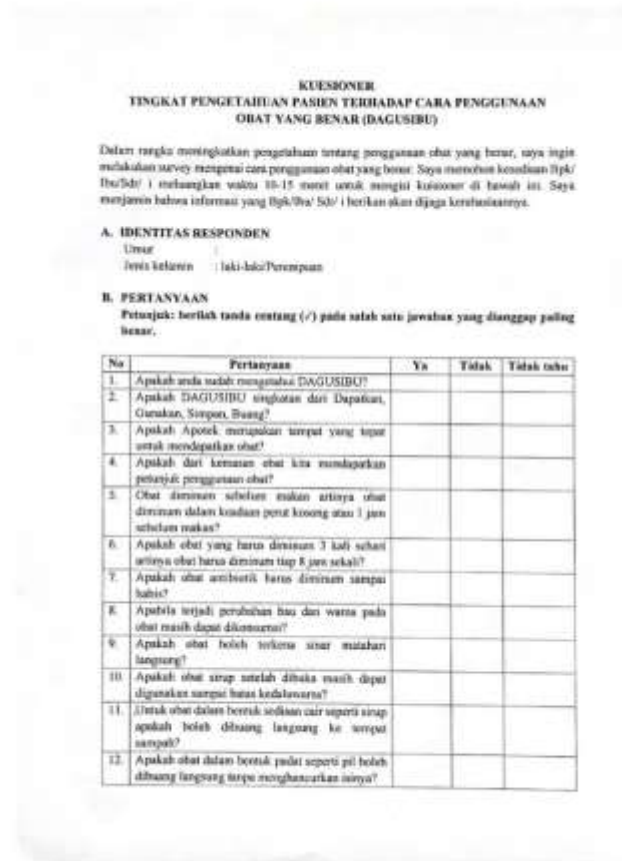 KUESIONER
TINGKAT PENGETAHUAN PASIEN TERHADAP CARA PENGGUNAAN
OBAT YANG BENAR (DAGUSIBU)
Dalam rangka meningkatkan pengetahuan tentang penggunaan obat yang benar, saya ingin
melakukan survey mengenai cara penggunaan obat yang benar. Saya memohon kesediaan Bpk/
Ibu/Sdr/ i meluangkan waktu 10-15 menit untuk mengisi kuisioner di bawah ini. Saya
menjamin bahwa informasi yang Bpk/Ibu/ Sdr/ i berikan akan dijaga kerahasiaannya.
A. IDENTITAS RESPONDEN
Umur :
Jenis kelamin : laki-laki/Perempuan
B. PERTANYAAN
Petunjuk: berilah tanda centang (✓) pada salah satu jawaban yang dianggap paling
benar.
No Pertanyaan Ya Tidak Tidak tahu
1. Apakah anda sudah mengetahui DAGUSIBU?
2. Apakah DAGUSIBU singkatan dari Dapatkan,
Gunakan, Simpan, Buang?
3. Apakah Apotek merupakan tempat yang tepat
untuk mendapatkan obat?
4. Apakah dari kemasan obat kita mendapatkan
petunjuk penggunaan obat?
5. Obat diminum sebelum makan artinya obat
diminum dalam keadaan perut kosong atau 1 jam
sebelum makan?
6. Apakah obat yang harus diminum 3 kali sehari
artinya obat harus diminum tiap 8 jam sekali?
7. Apakah obat antibiotik harus diminum sampai
habis?
8. Apabila terjadi perubahan bau dan warna pada
obat masih dapat dikonsumsi?
9. Apakah obat boleh terkena sinar matahari
langsung?
10. Apakah obat sirup setelah dibuka masih dapat
digunakan sampai batas kedaluwarsa?
11. Untuk obat dalam bentuk sediaan cair seperti sirup
apakah boleh dibuang langsung ke tempat
sampah?
12. Apakah obat dalam bentuk padat seperti pil boleh
dibuang langsung tanpa menghancurkan isinya?